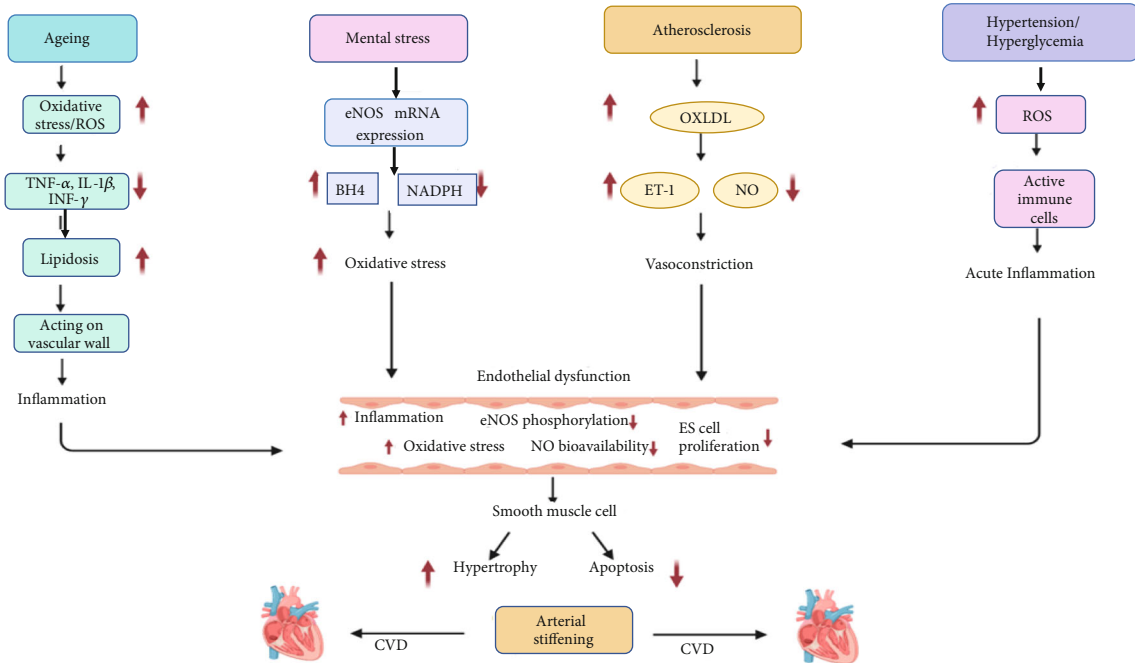 Ageing
Oxidative
stress/ROS
TNF-α, IL-1β,
INF-γ
Lipidosis
Acting on
vascular wall
Inflammation
Mental stress
eNOS mRNA
expression
BH4
NADPH
Oxidative stress
Atherosclerosis
OXLDL
ET-1
NO
Vasoconstriction
Hypertension/
Hyperglycemia
ROS
Active
immune
cells
Acute Inflammation
Endothelial dysfunction
Inflammation
eNOS phosphorylation
ES cell
proliferation
Oxidative stress
NO bioavailability
Smooth muscle cell
Hypertrophy
Apoptosis
Arterial
stiffening
CVD
CVD